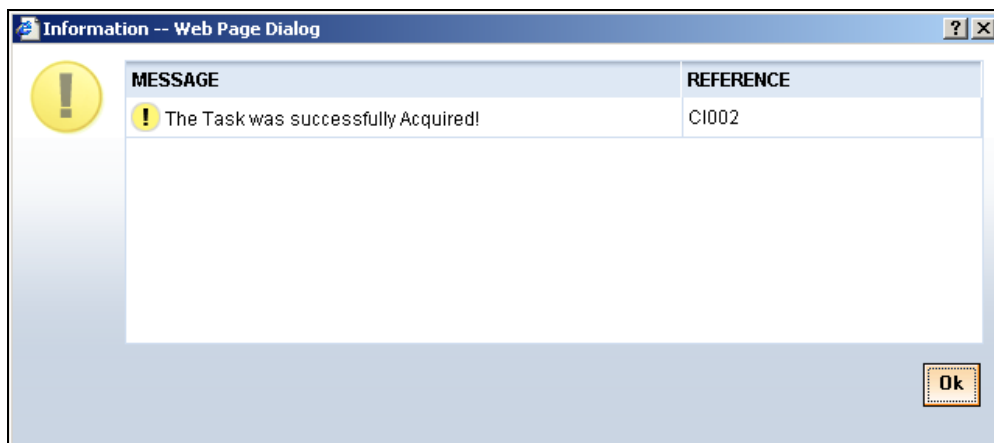 Information -- Web Page Dialog
MESSAGE REFERENCE
The Task was successfully Acquired! CI002
Ok